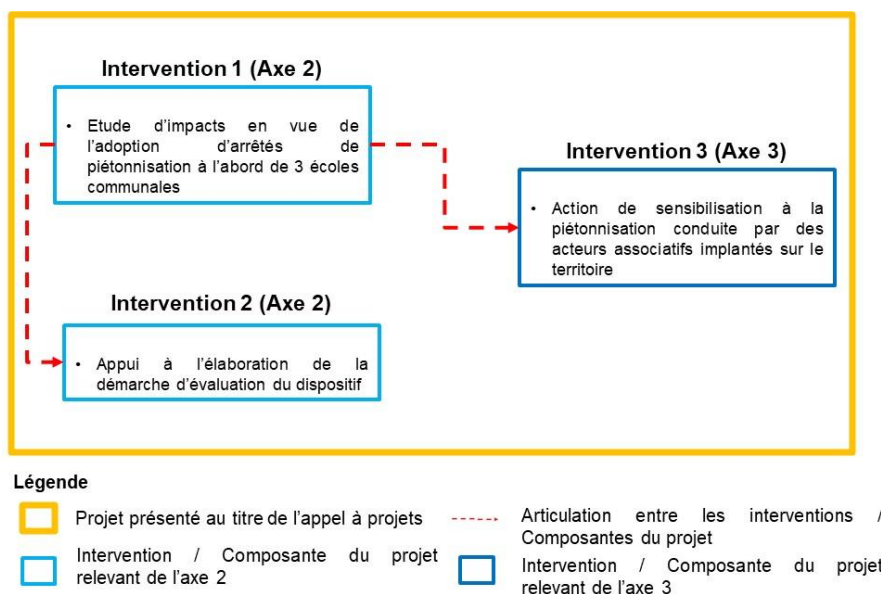 Intervention 1 (Axe 2)
• Etude d'impacts en vue de
l'adoption d'arrêtés de
piétonnisation à l'abord de 3 écoles
communales
Intervention 3 (Axe 3)
• Action de sensibilisation à la
piétonnisation conduite par des
acteurs associatifs implantés sur le
territoire
Intervention 2 (Axe 2)
• Appui à l'élaboration de la
démarche d'évaluation du dispositif
Légende
Projet présenté au titre de l'appel à projets
Articulation entre les interventions /
Composantes du projet
Intervention / Composante du projet
relevant de l'axe 2
Intervention / Composante du projet
relevant de l'axe 3